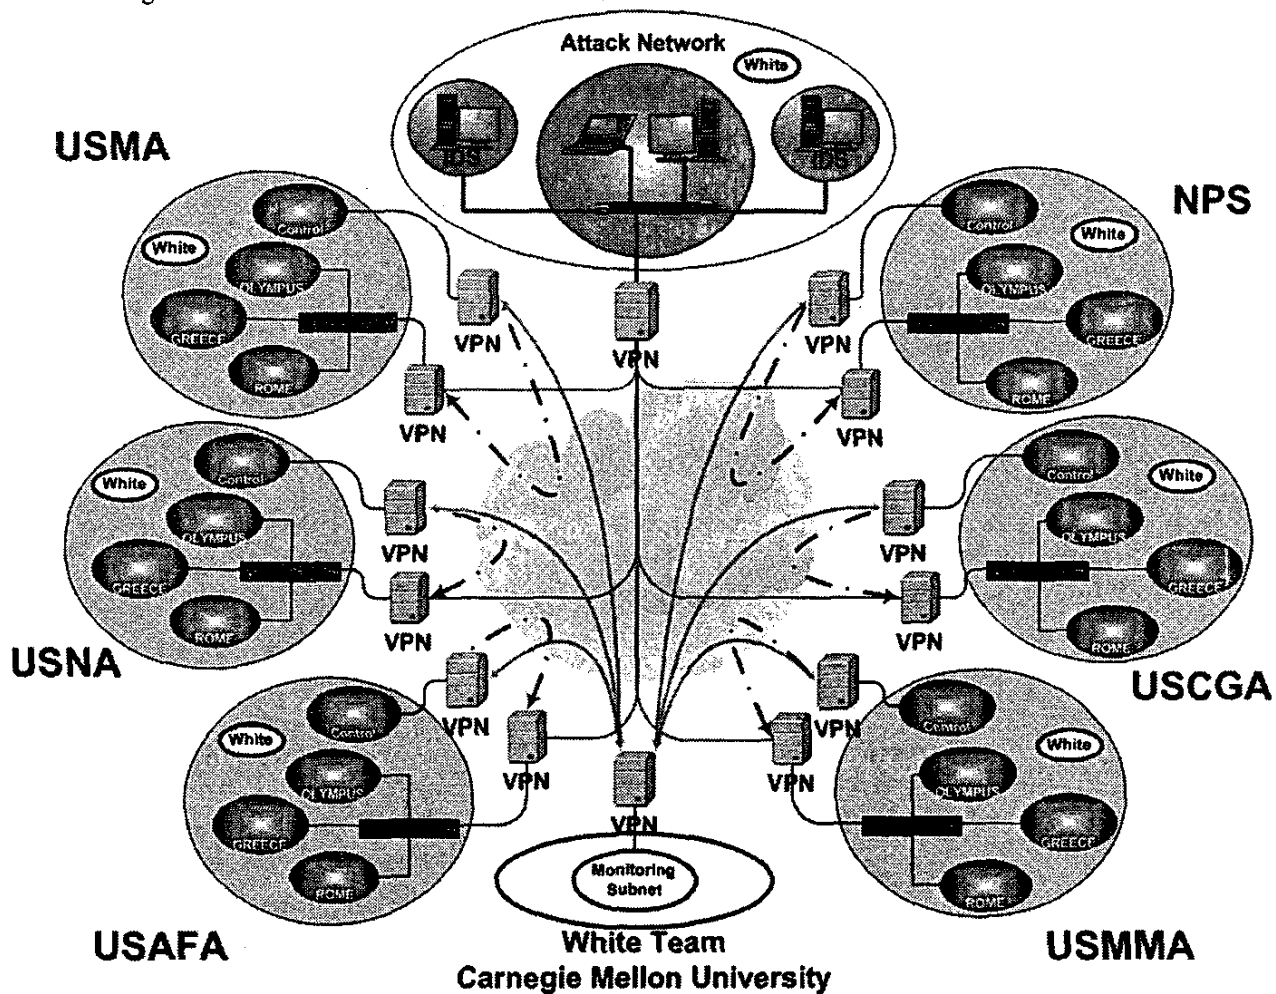 Attack Network
White
IDS
IDS
USMA
NPS
Control
White
OLYMPUS
GREECE
ROME
VPN
VPN
VPN
VPN
VPN
Control
White
OLYMPUS
GREECE
ROME
Control
White
OLYMPUS
GREECE
ROME
VPN
VPN
VPN
VPN
Control
White
OLYMPUS
GREECE
ROME
USNA
USCGA
Control
White
OLYMPUS
GREECE
ROME
VPN
VPN
VPN
VPN
VPN
Control
White
OLYMPUS
GREECE
ROME
Monitoring
Subnet
USAFA
USMMA
White Team
Carnegie Mellon University